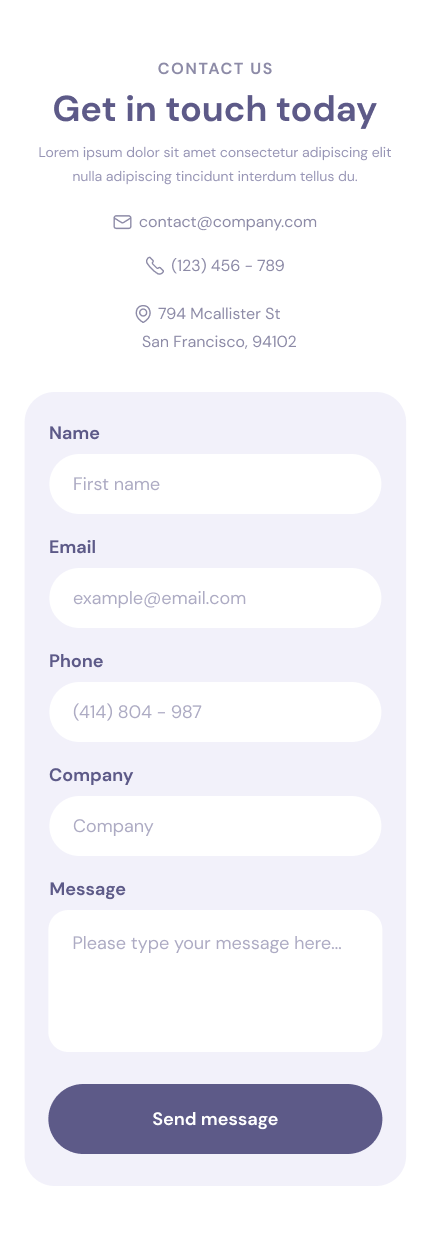 CONTACT US
Get in touch today
Lorem ipsum dolor sit amet consectetur adipiscing elit
nulla adipiscing tincidunt interdum tellus du.
contact@company.com
(123) 456 - 789
794 Mcallister St
San Francisco, 94102
Name
First name
Email
example@email.com
Phone
(414) 804 - 987
Company
Company
Message
Please type your message here...
Send message